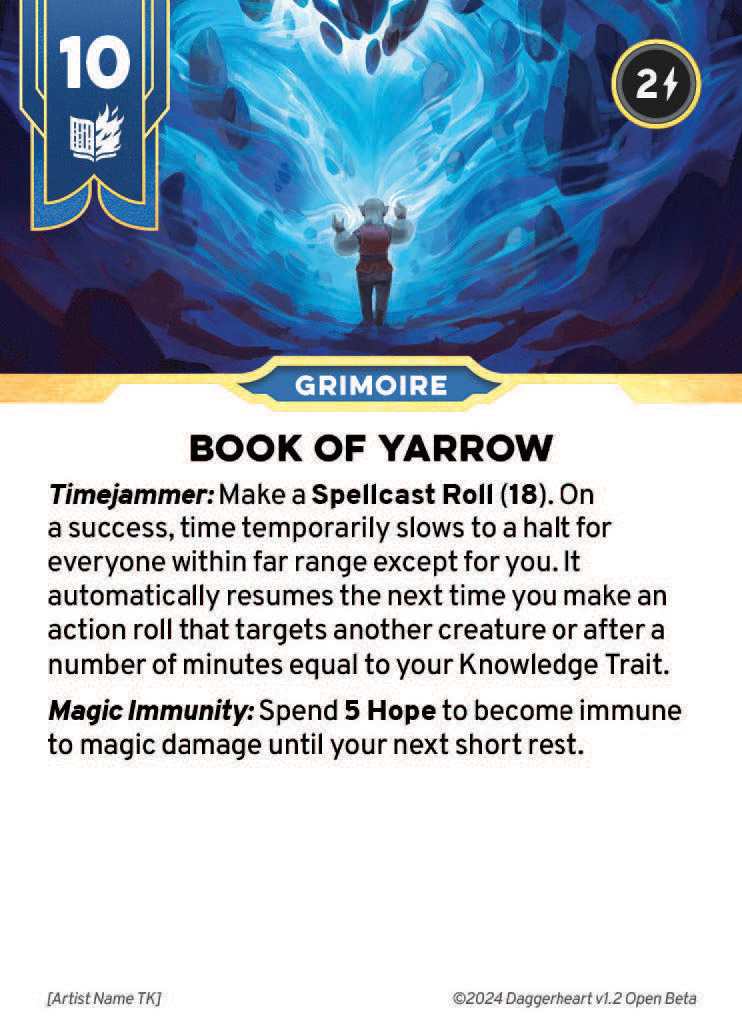 10
2
GRIMOIRE
BOOK OF YARROW
Timejammer: Make a Spellcast Roll (18). On
a success, time temporarily slows to a halt for
everyone within far range except for you. It
automatically resumes the next time you make an
action roll that targets another creature or after a
number of minutes equal to your Knowledge Trait.
Magic Immunity: Spend 5 Hope to become immune
to magic damage until your next short rest.
[Artist Name TK]
©2024 Daggerheart v1.2 Open Beta